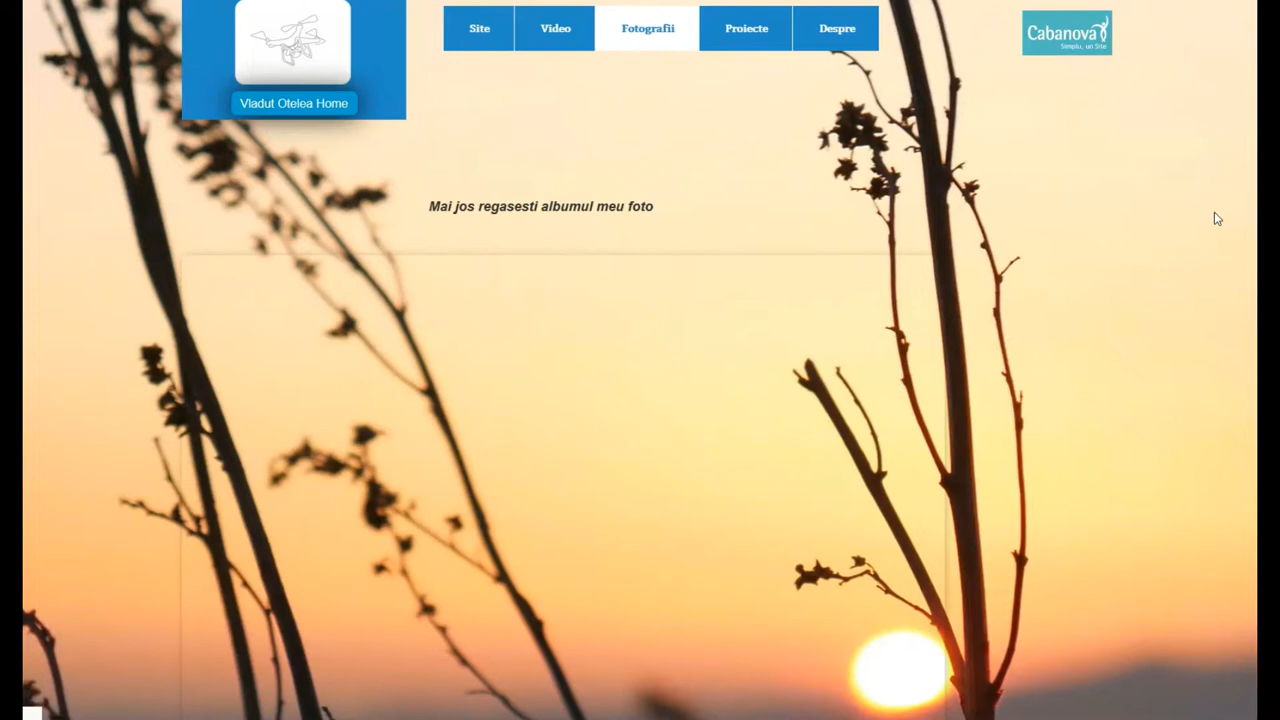 Site
Video
Fotografii
Proiecte
Despre
Cabanova
Simplu, un Site
Vladut Otelea Home
Mai jos regasesti albumul meu foto